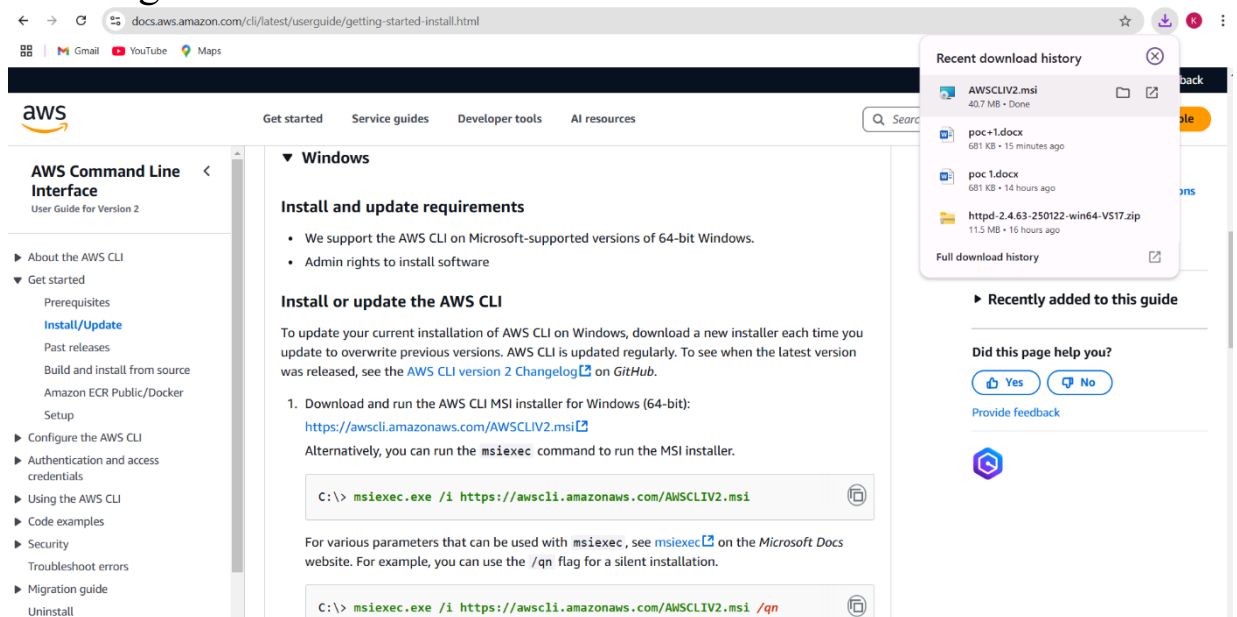 docs.aws.amazon.com/cli/latest/userguide/getting-started-install.html
K
Gmail YouTube Maps
Recent download history
AWSCLIV2.msi
40.7 MB • Done
poc+1.docx
681 KB • 15 minutes ago
poc 1.docx
681 KB • 14 hours ago
httpd-2.4.63-250122-win64-VS17.zip
11.5 MB • 16 hours ago
Full download history
back
aws
Get started Service guides Developer tools AI resources
Searc
ole
AWS Command Line
Interface
User Guide for Version 2
About the AWS CLI
Get started
Prerequisites
Install/Update
Past releases
Build and install from source
Amazon ECR Public/Docker
Setup
Configure the AWS CLI
Authentication and access
credentials
Using the AWS CLI
Code examples
Security
Troubleshoot errors
Migration guide
Uninstall
Windows
Install and update requirements
• We support the AWS CLI on Microsoft-supported versions of 64-bit Windows.
• Admin rights to install software
Install or update the AWS CLI
To update your current installation of AWS CLI on Windows, download a new installer each time you
update to overwrite previous versions. AWS CLI is updated regularly. To see when the latest version
was released, see the AWS CLI version 2 Changelog on GitHub.
1. Download and run the AWS CLI MSI installer for Windows (64-bit):
https://awscli.amazonaws.com/AWSCLIV2.msi
Alternatively, you can run the msiexec command to run the MSI installer.
C:\> msiexec.exe /i https://awscli.amazonaws.com/AWSCLIV2.msi
For various parameters that can be used with msiexec, see msiexec on the Microsoft Docs
website. For example, you can use the /qn flag for a silent installation.
C:\> msiexec.exe /i https://awscli.amazonaws.com/AWSCLIV2.msi /qn
ons
Recently added to this guide
Did this page help you?
Yes No
Provide feedback